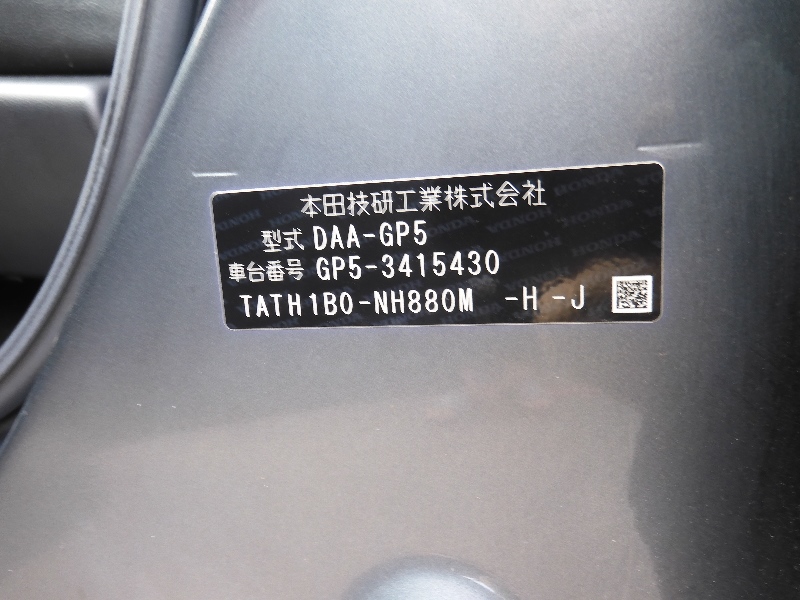 本田技研工業株式会社
型式 DAA-GP5
車台番号 GP5-3415430
TATH1B0-NH880M -H -J